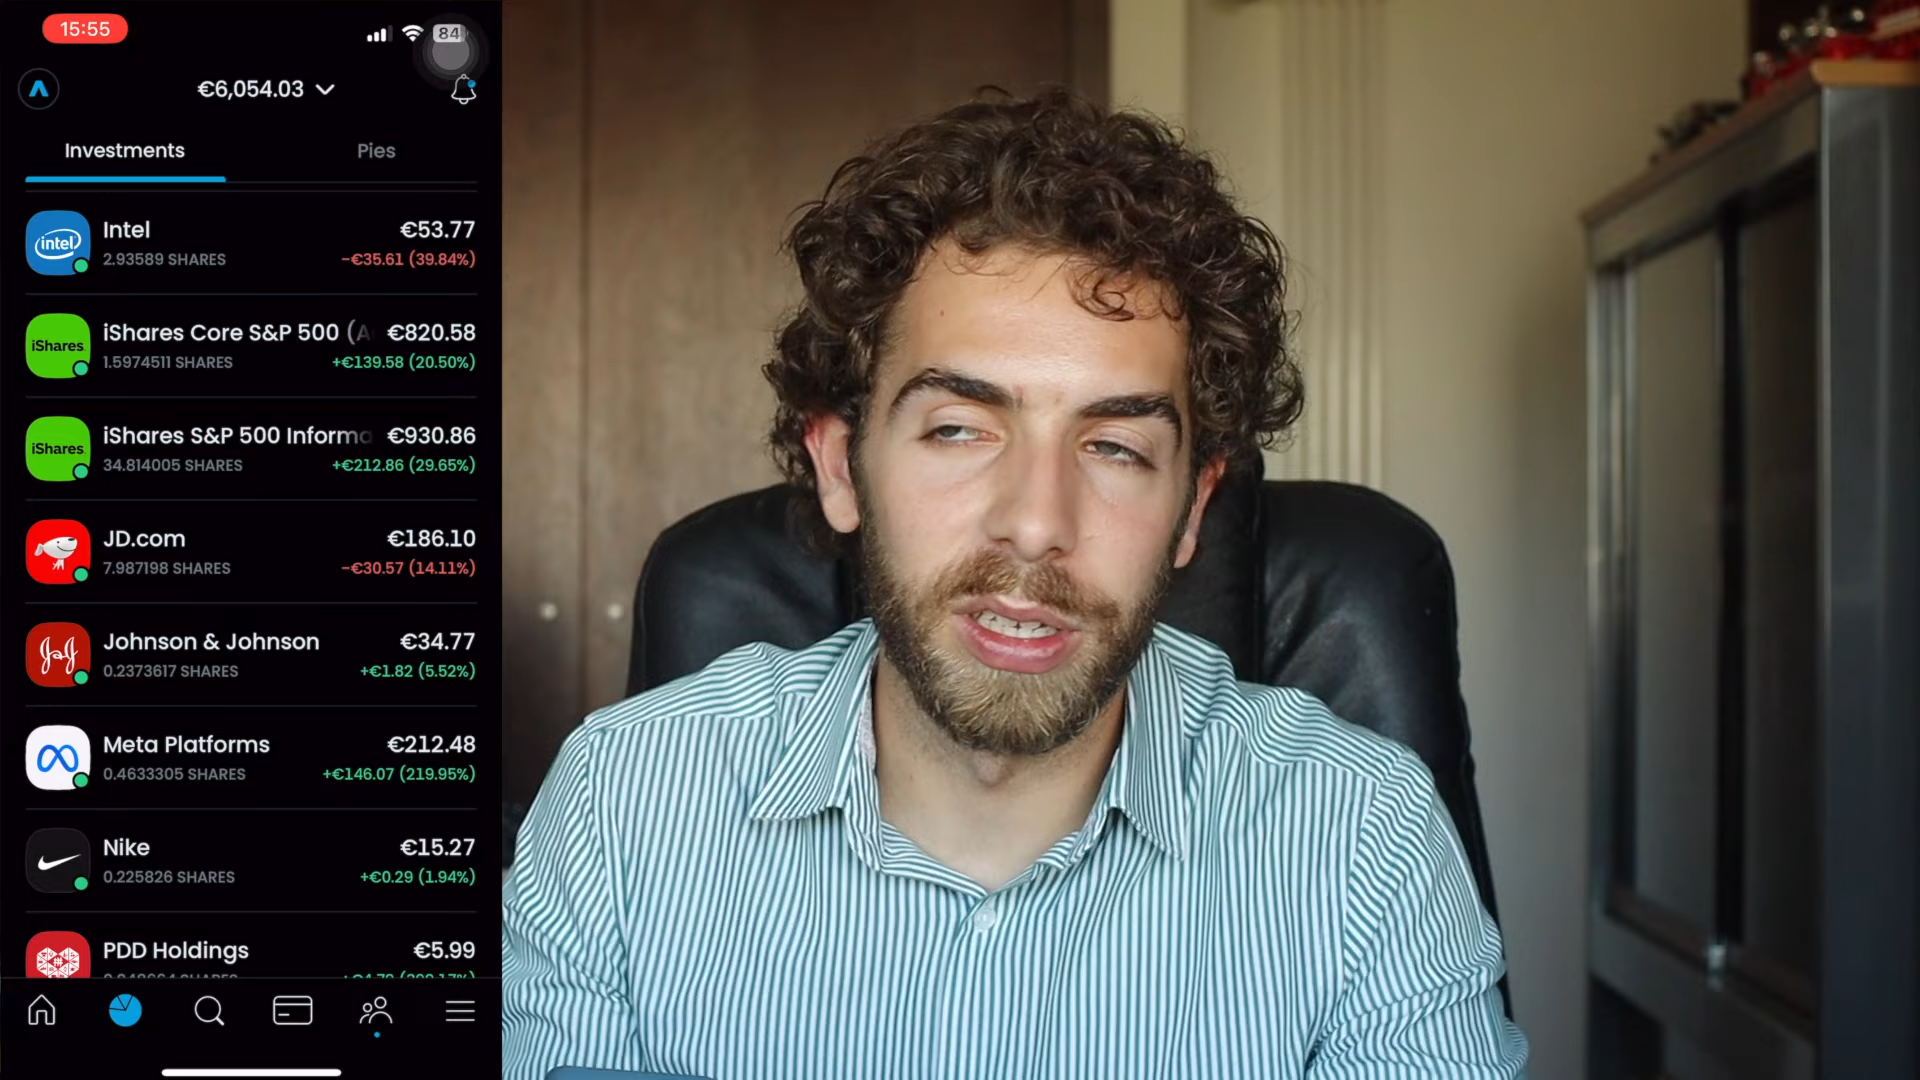 15:55
84
€6,054.03
Investments
Pies
intel
Intel
€53.77
2.93589 SHARES
−€35.61 (39.84%)
iShares.
iShares Core S&P 500 (A
€820.58
1.5974511 SHARES
+€139.58 (20.50%)
iShares.
iShares S&P 500 Informa
€930.86
34.814005 SHARES
+€212.86 (29.65%)
JD.com
€186.10
7.987198 SHARES
−€30.57 (14.11%)
J&J
Johnson & Johnson
€34.77
0.2373617 SHARES
+€1.82 (5.52%)
Meta Platforms
€212.48
0.4633305 SHARES
+€146.07 (219.95%)
Nike
€15.27
0.225826 SHARES
+€0.29 (1.94%)
PDD Holdings
€5.99